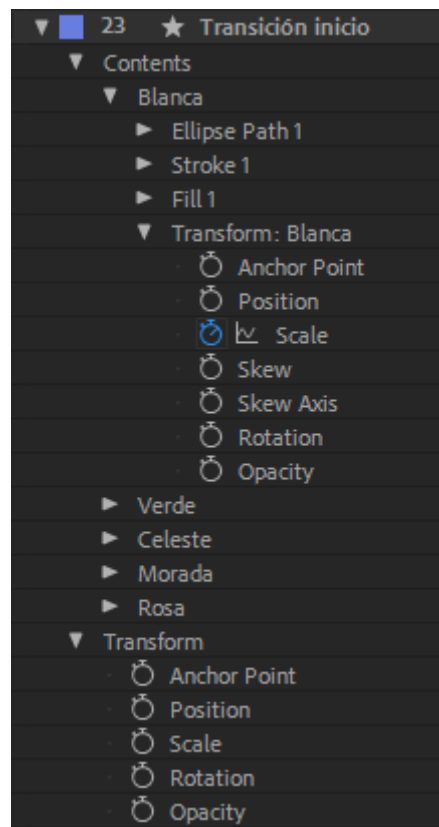 23 Transición inicio
Contents
Blanca
Ellipse Path 1
Stroke 1
Fill 1
Transform: Blanca
Anchor Point
Position
Scale
Skew
Skew Axis
Rotation
Opacity
Verde
Celeste
Morada
Rosa
Transform
Anchor Point
Position
Scale
Rotation
Opacity